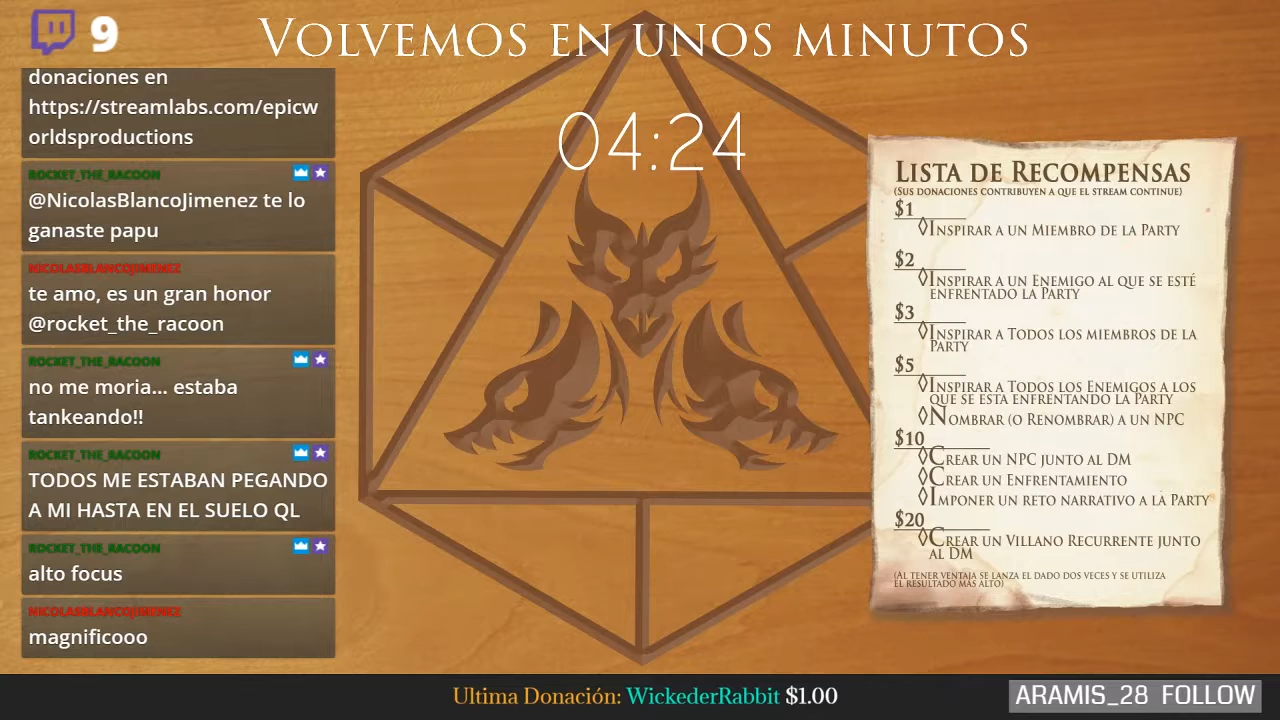 9
VOLVEMOS EN UNOS MINUTOS
04:24
donaciones en
https://streamlabs.com/epicw
orldsproductions
ROCKET_THE_RACOON
@NicolasBlancoJimenez te lo
ganaste papu
NICOLASBLANCOJIMENEZ
te amo, es un gran honor
@rocket_the_racoon
ROCKET_THE_RACOON
no me moria... estaba
tankeando!!
ROCKET_THE_RACOON
TODOS ME ESTABAN PEGANDO
A MI HASTA EN EL SUELO QL
ROCKET_THE_RACOON
alto focus
NICOLASBLANCOJIMENEZ
magnificooo
LISTA DE RECOMPENSAS
(SUS DONACIONES CONTRIBUYEN A QUE EL STREAM CONTINUE)
$1
◊INSPIRAR A UN MIEMBRO DE LA PARTY
$2
◊INSPIRAR A UN ENEMIGO AL QUE SE ESTÉ
ENFRENTADO LA PARTY
$3
◊INSPIRAR A TODOS LOS MIEMBROS DE LA
PARTY
$5
◊INSPIRAR A TODOS LOS ENEMIGOS A LOS
QUE SE ESTA ENFRENTANDO LA PARTY
◊NOMBRAR (O RENOMBRAR) A UN NPC
$10
◊CREAR UN NPC JUNTO AL DM
◊CREAR UN ENFRENTAMIENTO
◊IMPONER UN RETO NARRATIVO A LA PARTY
$20
◊CREAR UN VILLANO RECURRENTE JUNTO
AL DM
(AL TENER VENTAJA SE LANZA EL DADO DOS VECES Y SE UTILIZA
EL RESULTADO MÁS ALTO)
Ultima Donación: WickederRabbit $1.00
ARAMIS_28 FOLLOW